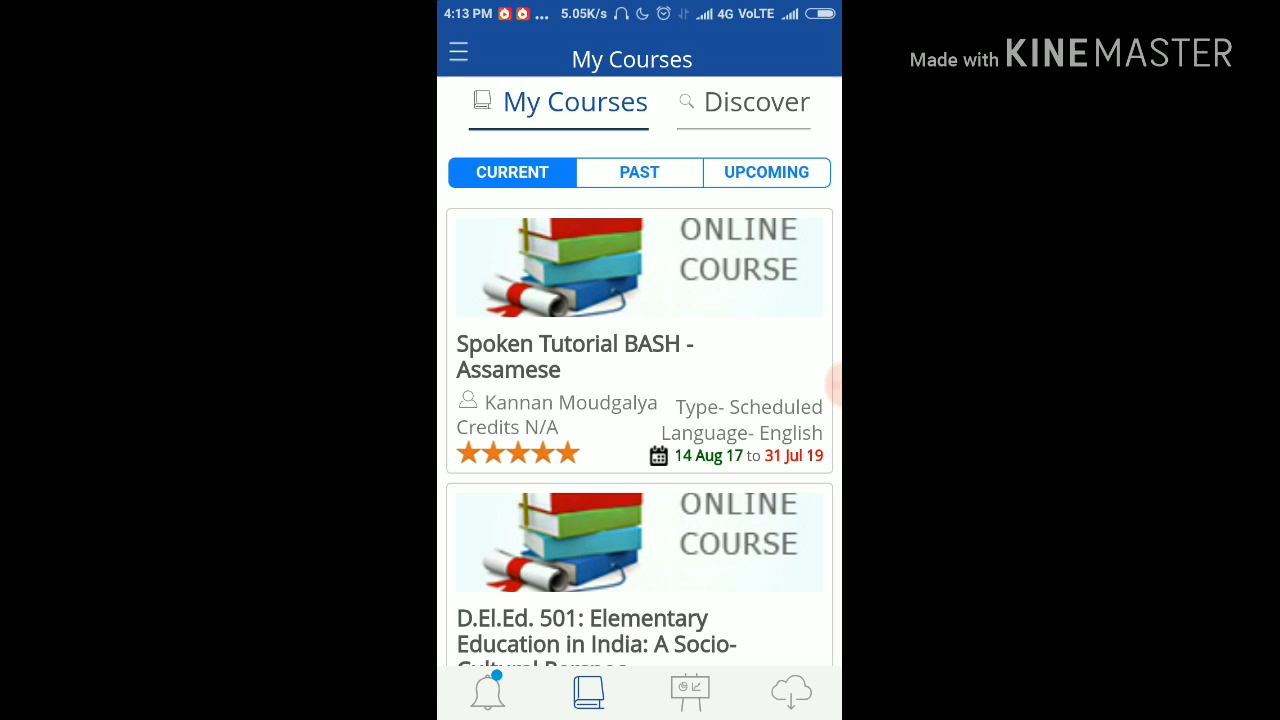 4:13 PM ... 5.05K/s 4G VoLTE
Made with KINEMASTER
My Courses
My Courses Discover
CURRENT PAST UPCOMING
ONLINE
COURSE
Spoken Tutorial BASH -
Assamese
Kannan Moudgalya
Type- Scheduled
Credits N/A
Language- English
14 Aug 17 to 31 Jul 19
ONLINE
COURSE
D.El.Ed. 501: Elementary
Education in India: A Socio-
Cultural Perspec